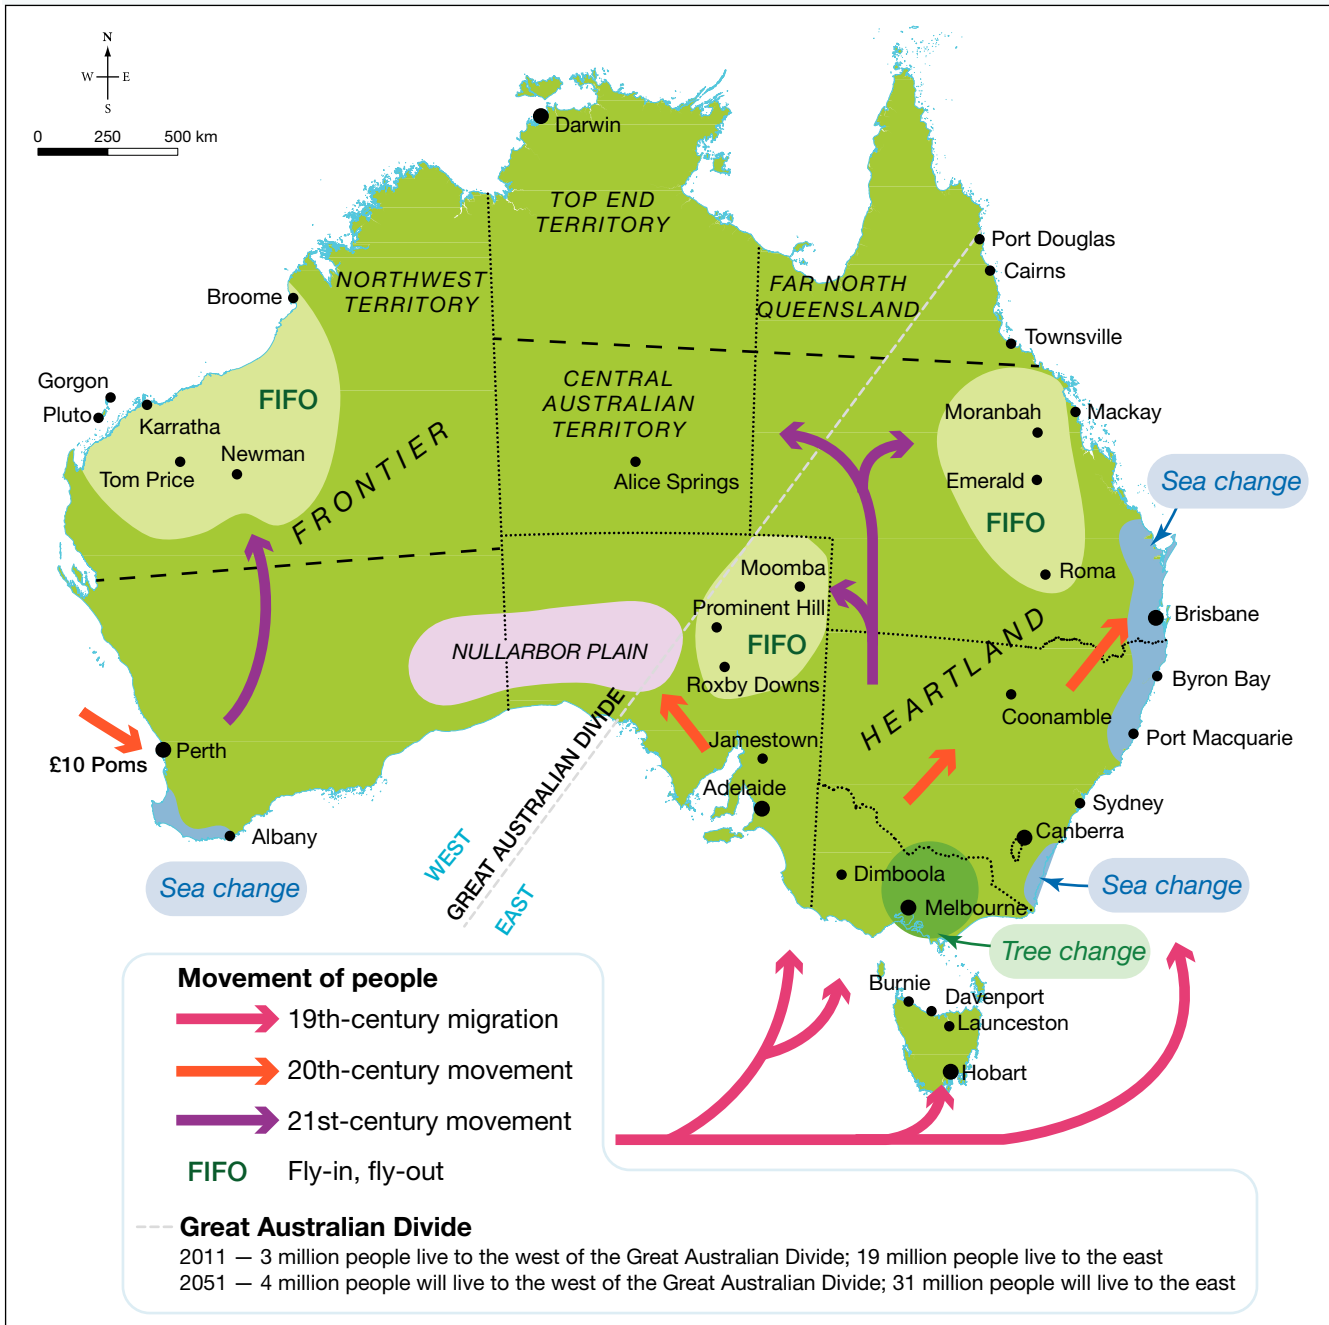 N
W
E
S
0
250
500 km
Darwin
TOP END
TERRITORY
Port Douglas
Cairns
NORTHWEST
TERRITORY
FAR NORTH
QUEENSLAND
Broome
Townsville
Gorgon
Pluto
Karratha
FIFO
Newman
Tom Price
CENTRAL
AUSTRALIAN
TERRITORY
Alice Springs
FRONTIER
Moranbah
Mackay
Emerald
FIFO
Roma
Sea change
Moomba
Prominent Hill
FIFO
Roxby Downs
NULLARBOR PLAIN
Brisbane
HEARTLAND
Byron Bay
Coonamble
Port Macquarie
Jamestown
Adelaide
Perth
£10 Poms
Albany
Sea change
WEST
GREAT AUSTRALIAN DIVIDE
EAST
Sydney
Canberra
Dimboola
Melbourne
Sea change
Tree change
Burnie
Davenport
Launceston
Hobart
Movement of people
19th-century migration
20th-century movement
21st-century movement
FIFO Fly-in, fly-out
Great Australian Divide
2011 — 3 million people live to the west of the Great Australian Divide; 19 million people live to the east
2051 — 4 million people will live to the west of the Great Australian Divide; 31 million people will live to the east